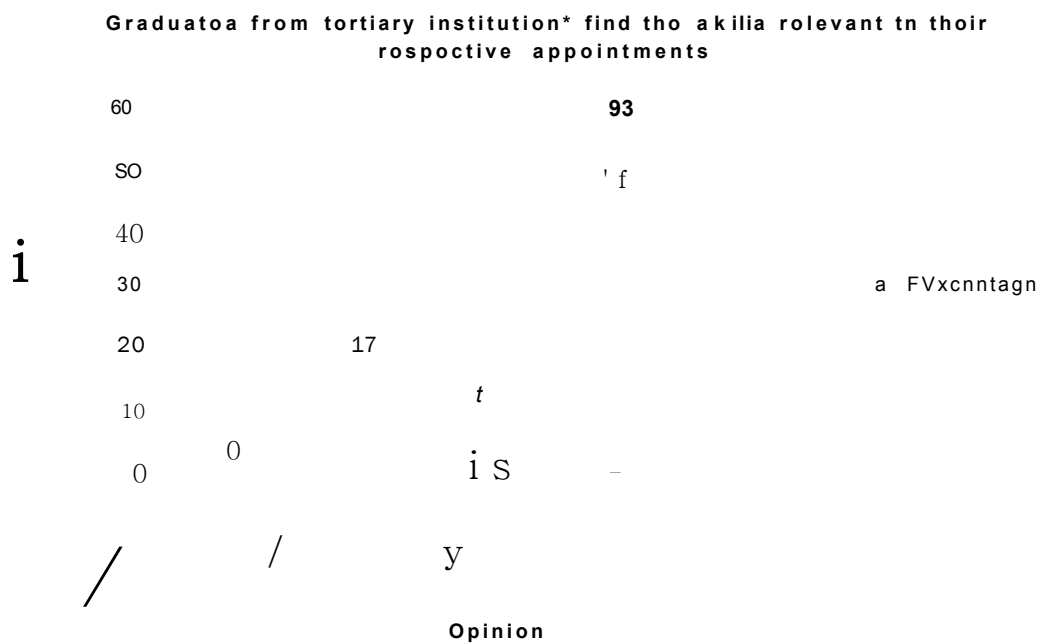 Graduatoa from tortiary institution* find tho akilia rolevant tn thoir
rospoctive appointments
60
93
SO
' f
40
i
30
a FVxcnntagn
20
17
t
10
0
i s
0
–
/
/
y
Opinion